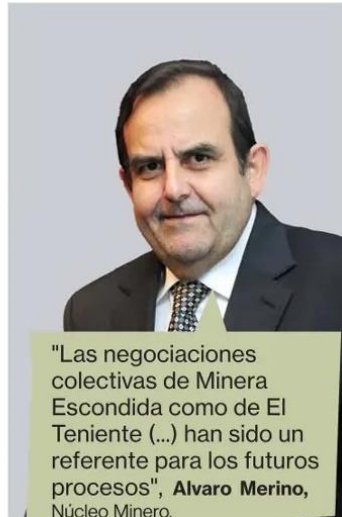 "Las negociaciones
colectivas de Minera
Escondida como de El
Teniente (...) han sido un
referente para los futuros
procesos", Alvaro Merino,
Núcleo Minero.